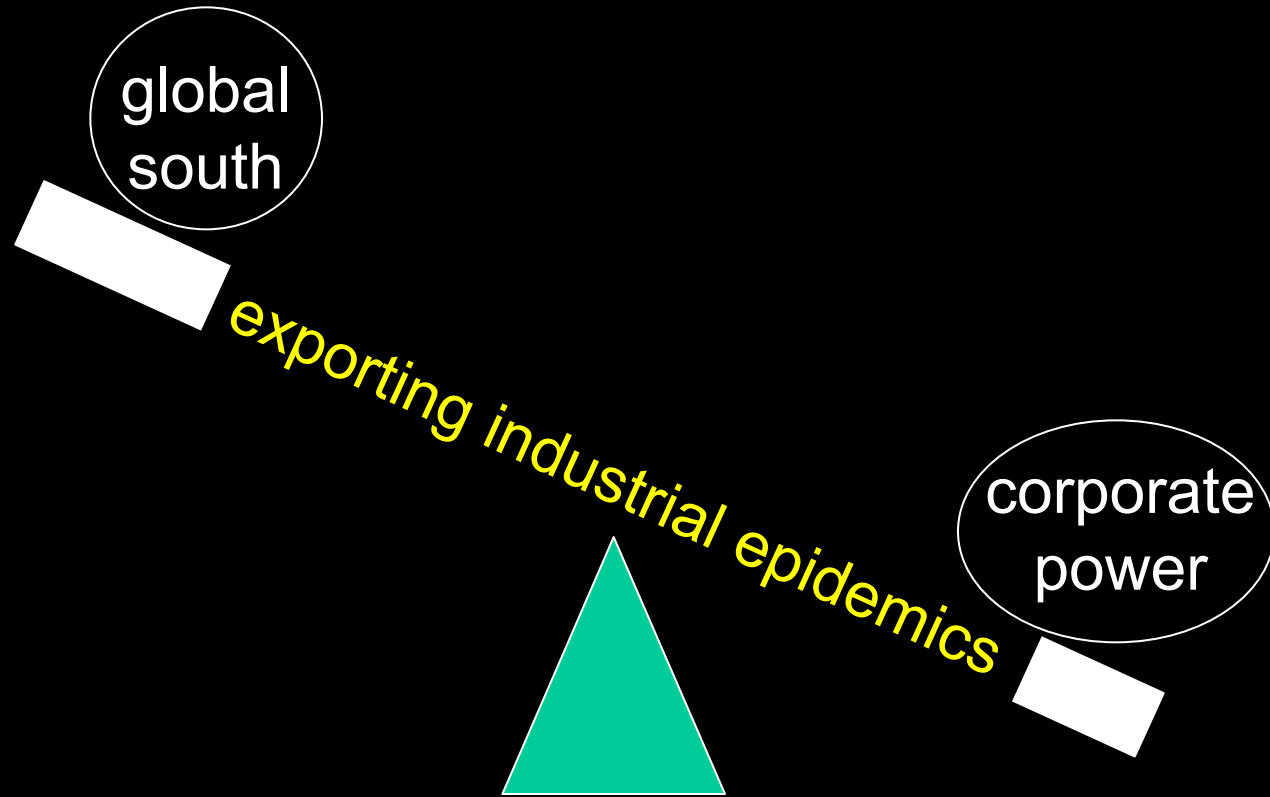 global
south
exporting industrial epidemics
corporate
power